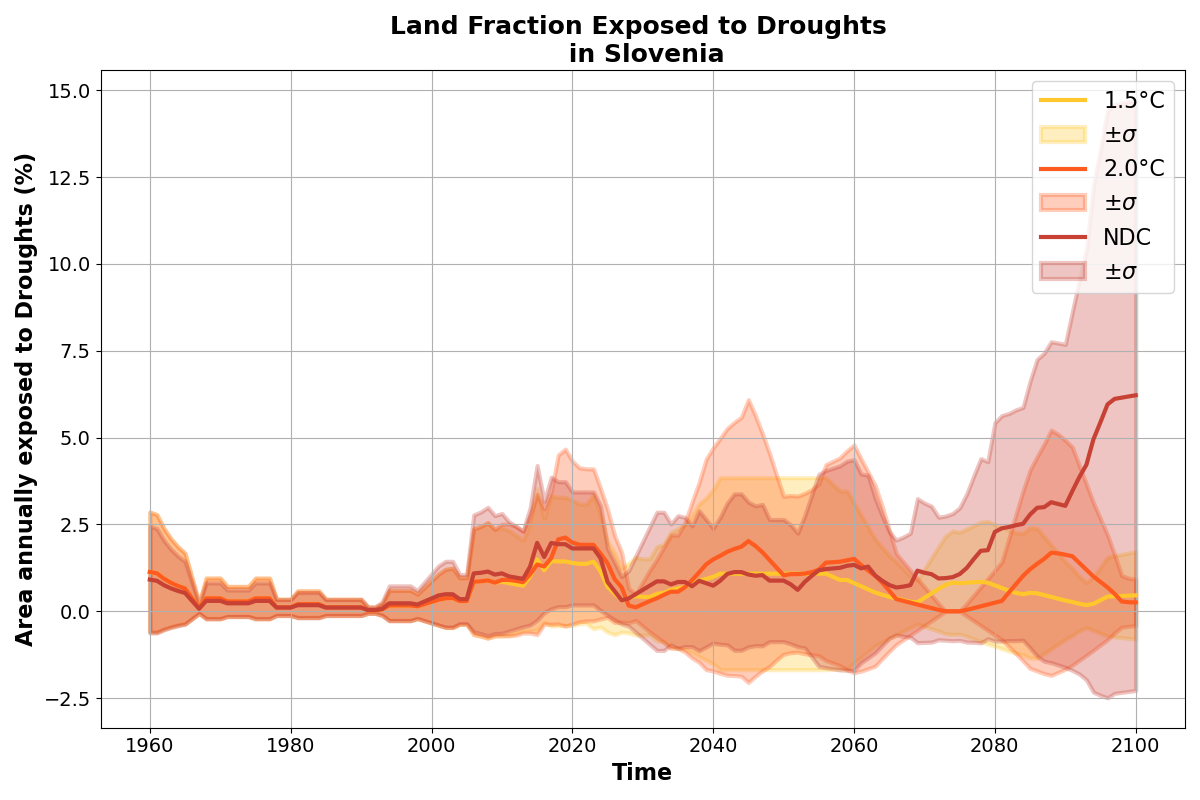 Land Fraction Exposed to Droughts
in Slovenia
Area annually exposed to Droughts (%)
15.0
12.5
10.0
7.5
5.0
2.5
0.0
−2.5
1.5°C
±σ
2.0°C
±σ
NDC
±σ
1960
1980
2000
2020
2040
2060
2080
2100
Time